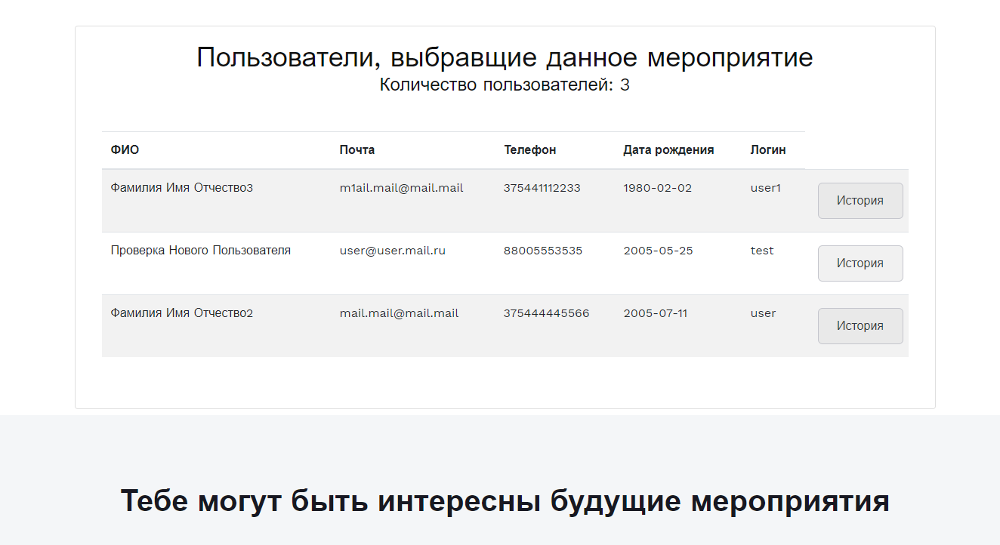 Пользователи, выбравщие данное мероприятие
Количество пользователей: 3
ФИО Почта Телефон Дата рождения Логин
Фамилия Имя Отчество3 m1ail.mail@mail.mail 375441112233 1980-02-02 user1 История
Проверка Нового Пользователя user@user.mail.ru 88005553535 2005-05-25 test История
Фамилия Имя Отчество2 mail.mail@mail.mail 375444445566 2005-07-11 user История
Тебе могут быть интересны будущие мероприятия